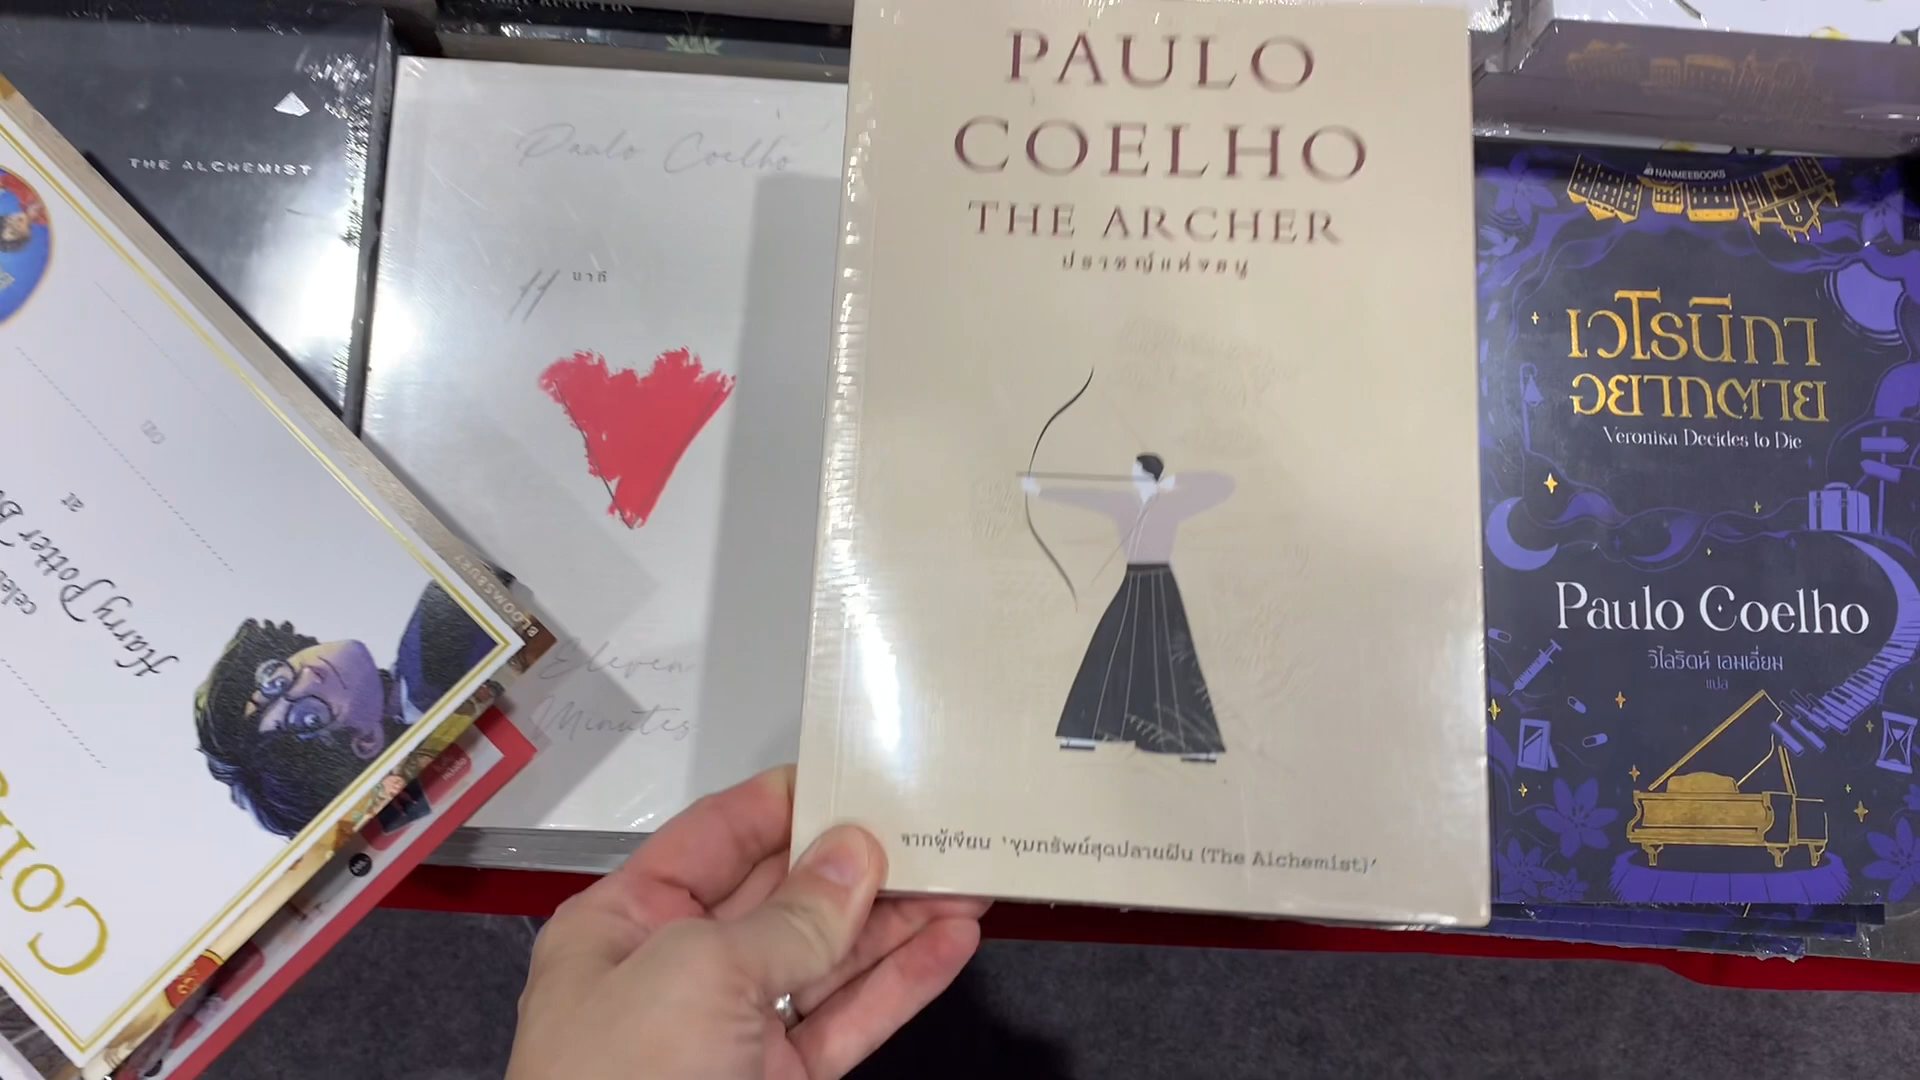 THE ALCHEMIST
Paulo Coelho
11 นาที
Eleven
Minutes
PAULO
COELHO
THE ARCHER
ปราชญ์แห่งธนู
จากผู้เขียน 'ขุมทรัพย์สุดปลายฝัน (The Alchemist)'
NANMEEBOOKS
เวโรนิกา
อยากตาย
Veronika Decides to Die
Paulo Coelho
วิไลรัตน์ เอมเอี่ยม
แปล
on
at
Harry Potter
BLOOMSBURY